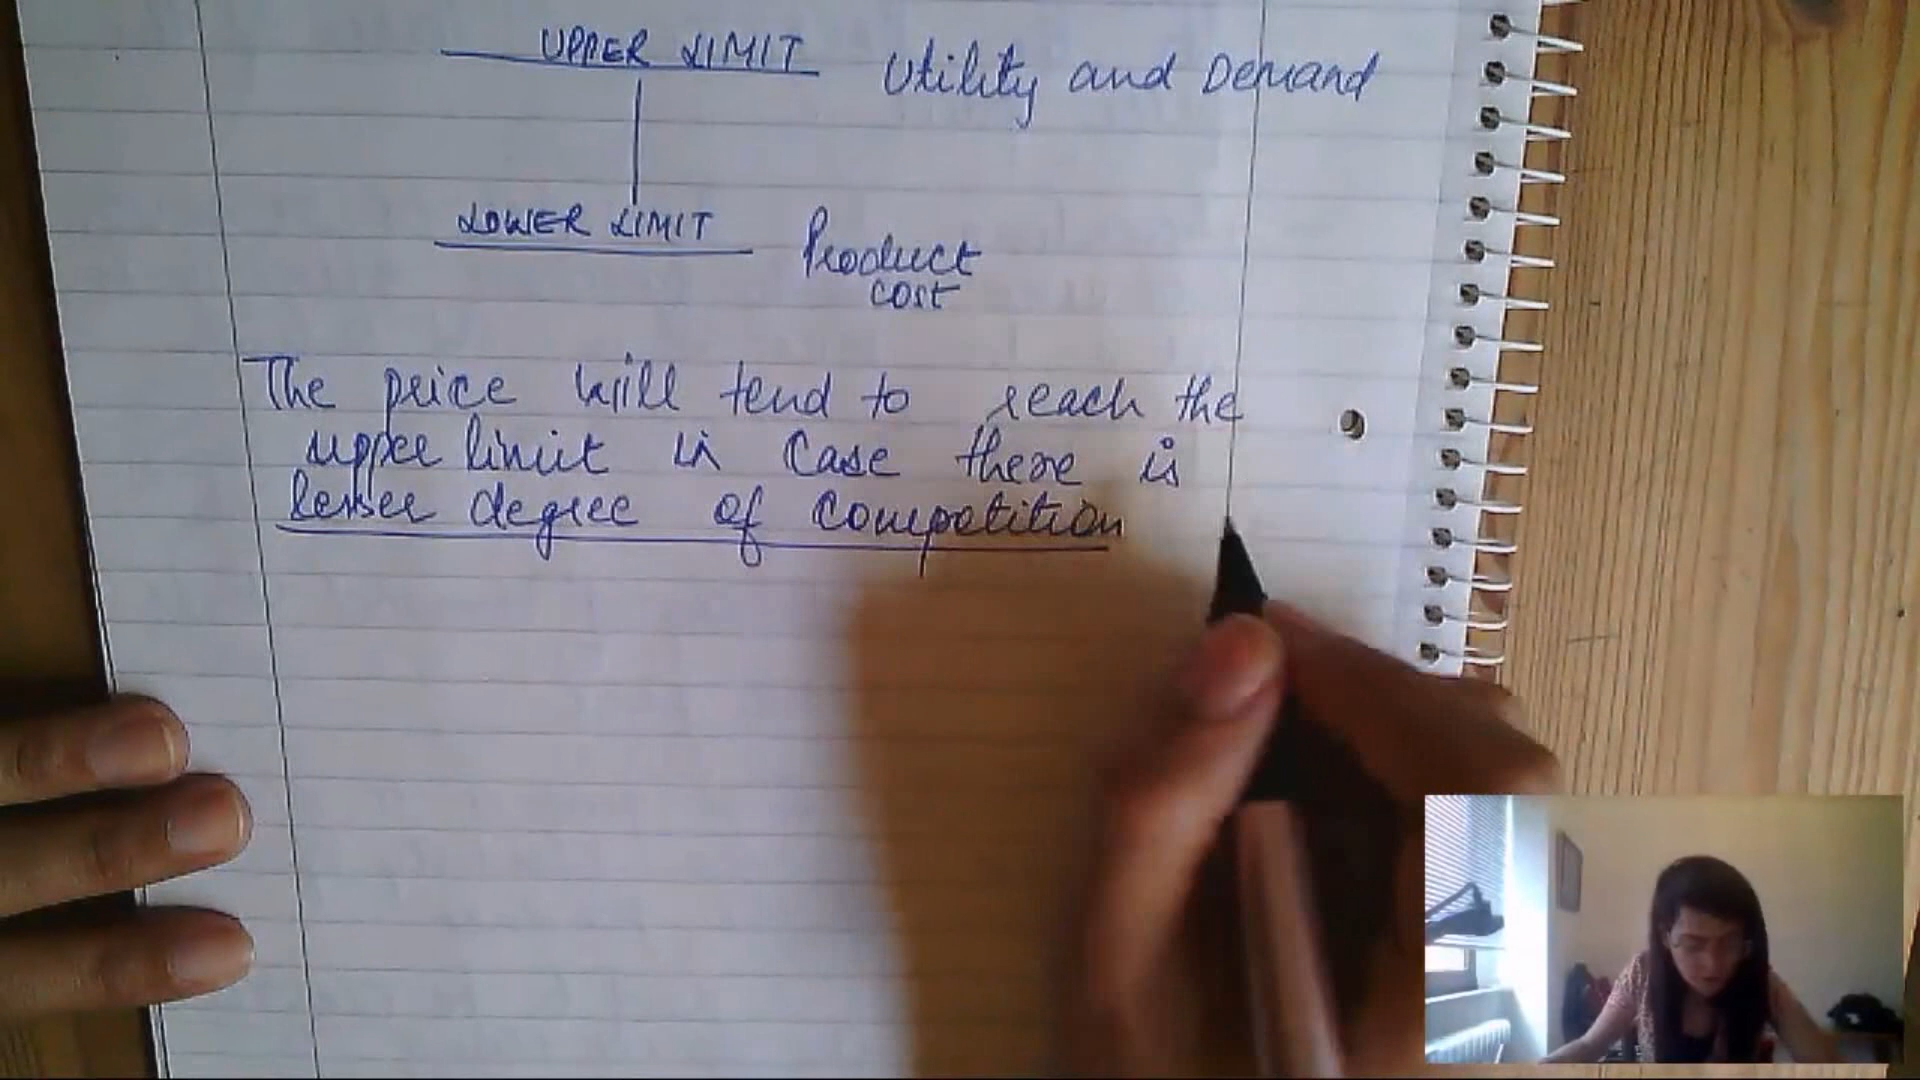 UPPER LIMIT Utility and Demand
LOWER LIMIT Product
cost
The price will tend to reach the
upper limit in case there is
lesser degree of competition